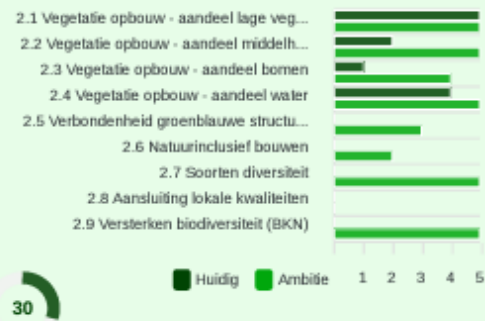 2.1 Vegetatie opbouw - aandeel lage veg...
2.2 Vegetatie opbouw - aandeel middelh...
2.3 Vegetatie opbouw - aandeel bomen
2.4 Vegetatie opbouw - aandeel water
2.5 Verbondenheid groenblauwe structu...
2.6 Natuurinclusief bouwen
2.7 Soorten diversiteit
2.8 Aansluiting lokale kwaliteiten
2.9 Versterken biodiversiteit (BKN)
Huidig Ambitie 1 2 3 4 5
30